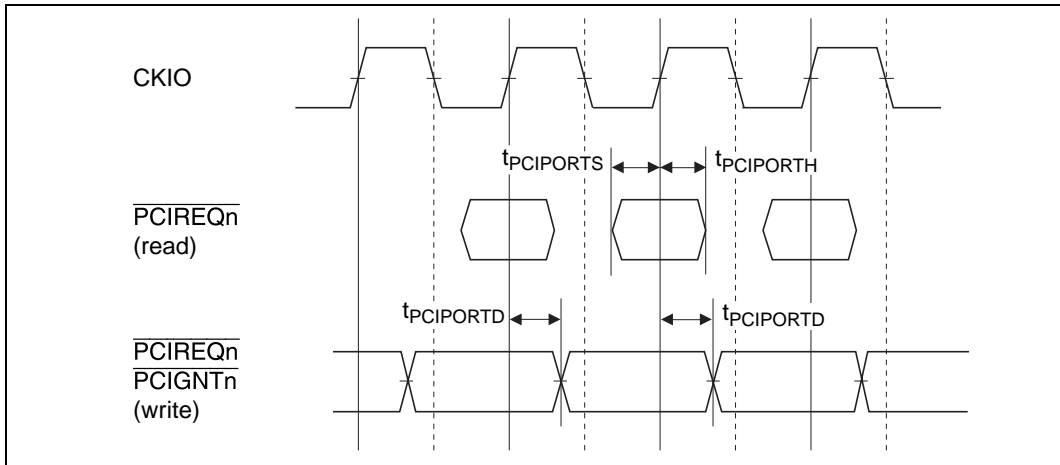 CKIO
tPCIPORTS
tPCIPORTH
PCIREQn
(read)
tPCIPORTD
tPCIPORTD
PCIREQn
PCIGNTn
(write)